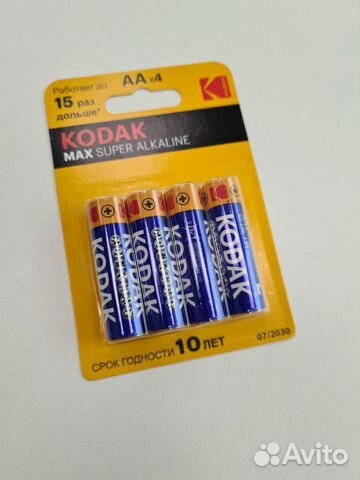 Работает до
15 раз
дольше*
AA x4
KODAK
MAX SUPER ALKALINE
KODAK
KODAK
KODAK
KODAK
СРОК ГОДНОСТИ 10 ЛЕТ
07/2030
Avito